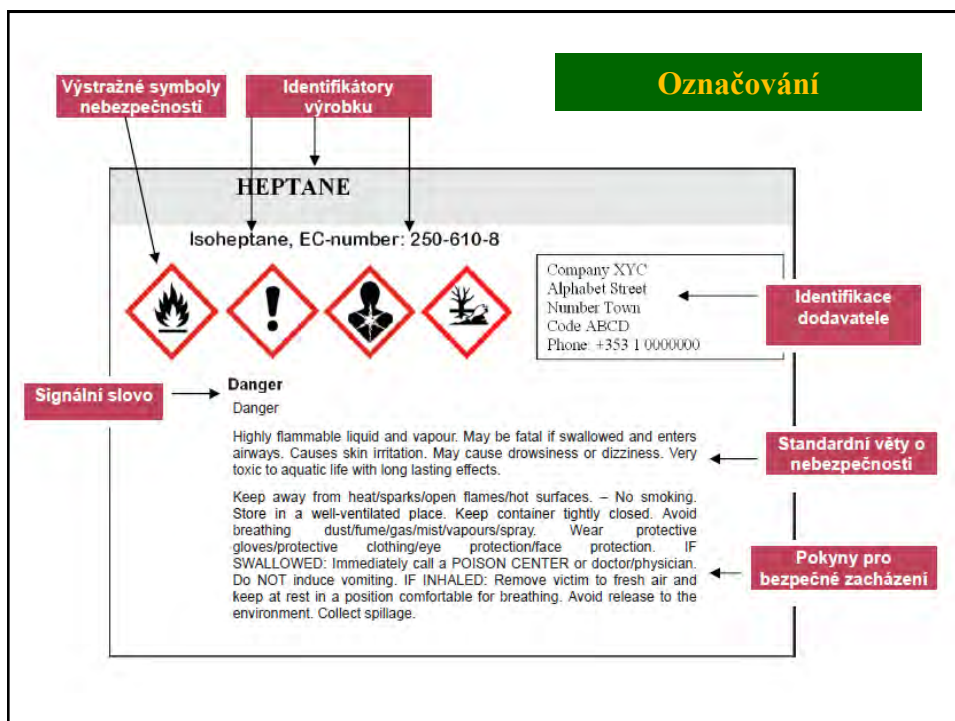 Označování
Výstražné symboly
nebezpečnosti
Identifikátory
výrobku
HEPTANE
Isoheptane, EC-number: 250-610-8
Company XYC
Alphabet Street
Number Town
Code ABCD
Phone: +353 1 0000000
Identifikace
dodavatele
Signální slovo
Danger
Danger
Highly flammable liquid and vapour. May be fatal if swallowed and enters
airways. Causes skin irritation. May cause drowsiness or dizziness. Very
toxic to aquatic life with long lasting effects.
Standardní věty o
nebezpečnosti
Keep away from heat/sparks/open flames/hot surfaces. – No smoking.
Store in a well-ventilated place. Keep container tightly closed. Avoid
breathing dust/fume/gas/mist/vapours/spray. Wear protective
gloves/protective clothing/eye protection/face protection. IF
SWALLOWED: Immediately call a POISON CENTER or doctor/physician.
Do NOT induce vomiting. IF INHALED: Remove victim to fresh air and
keep at rest in a position comfortable for breathing. Avoid release to the
environment. Collect spillage.
Pokyny pro
bezpečné zacházení